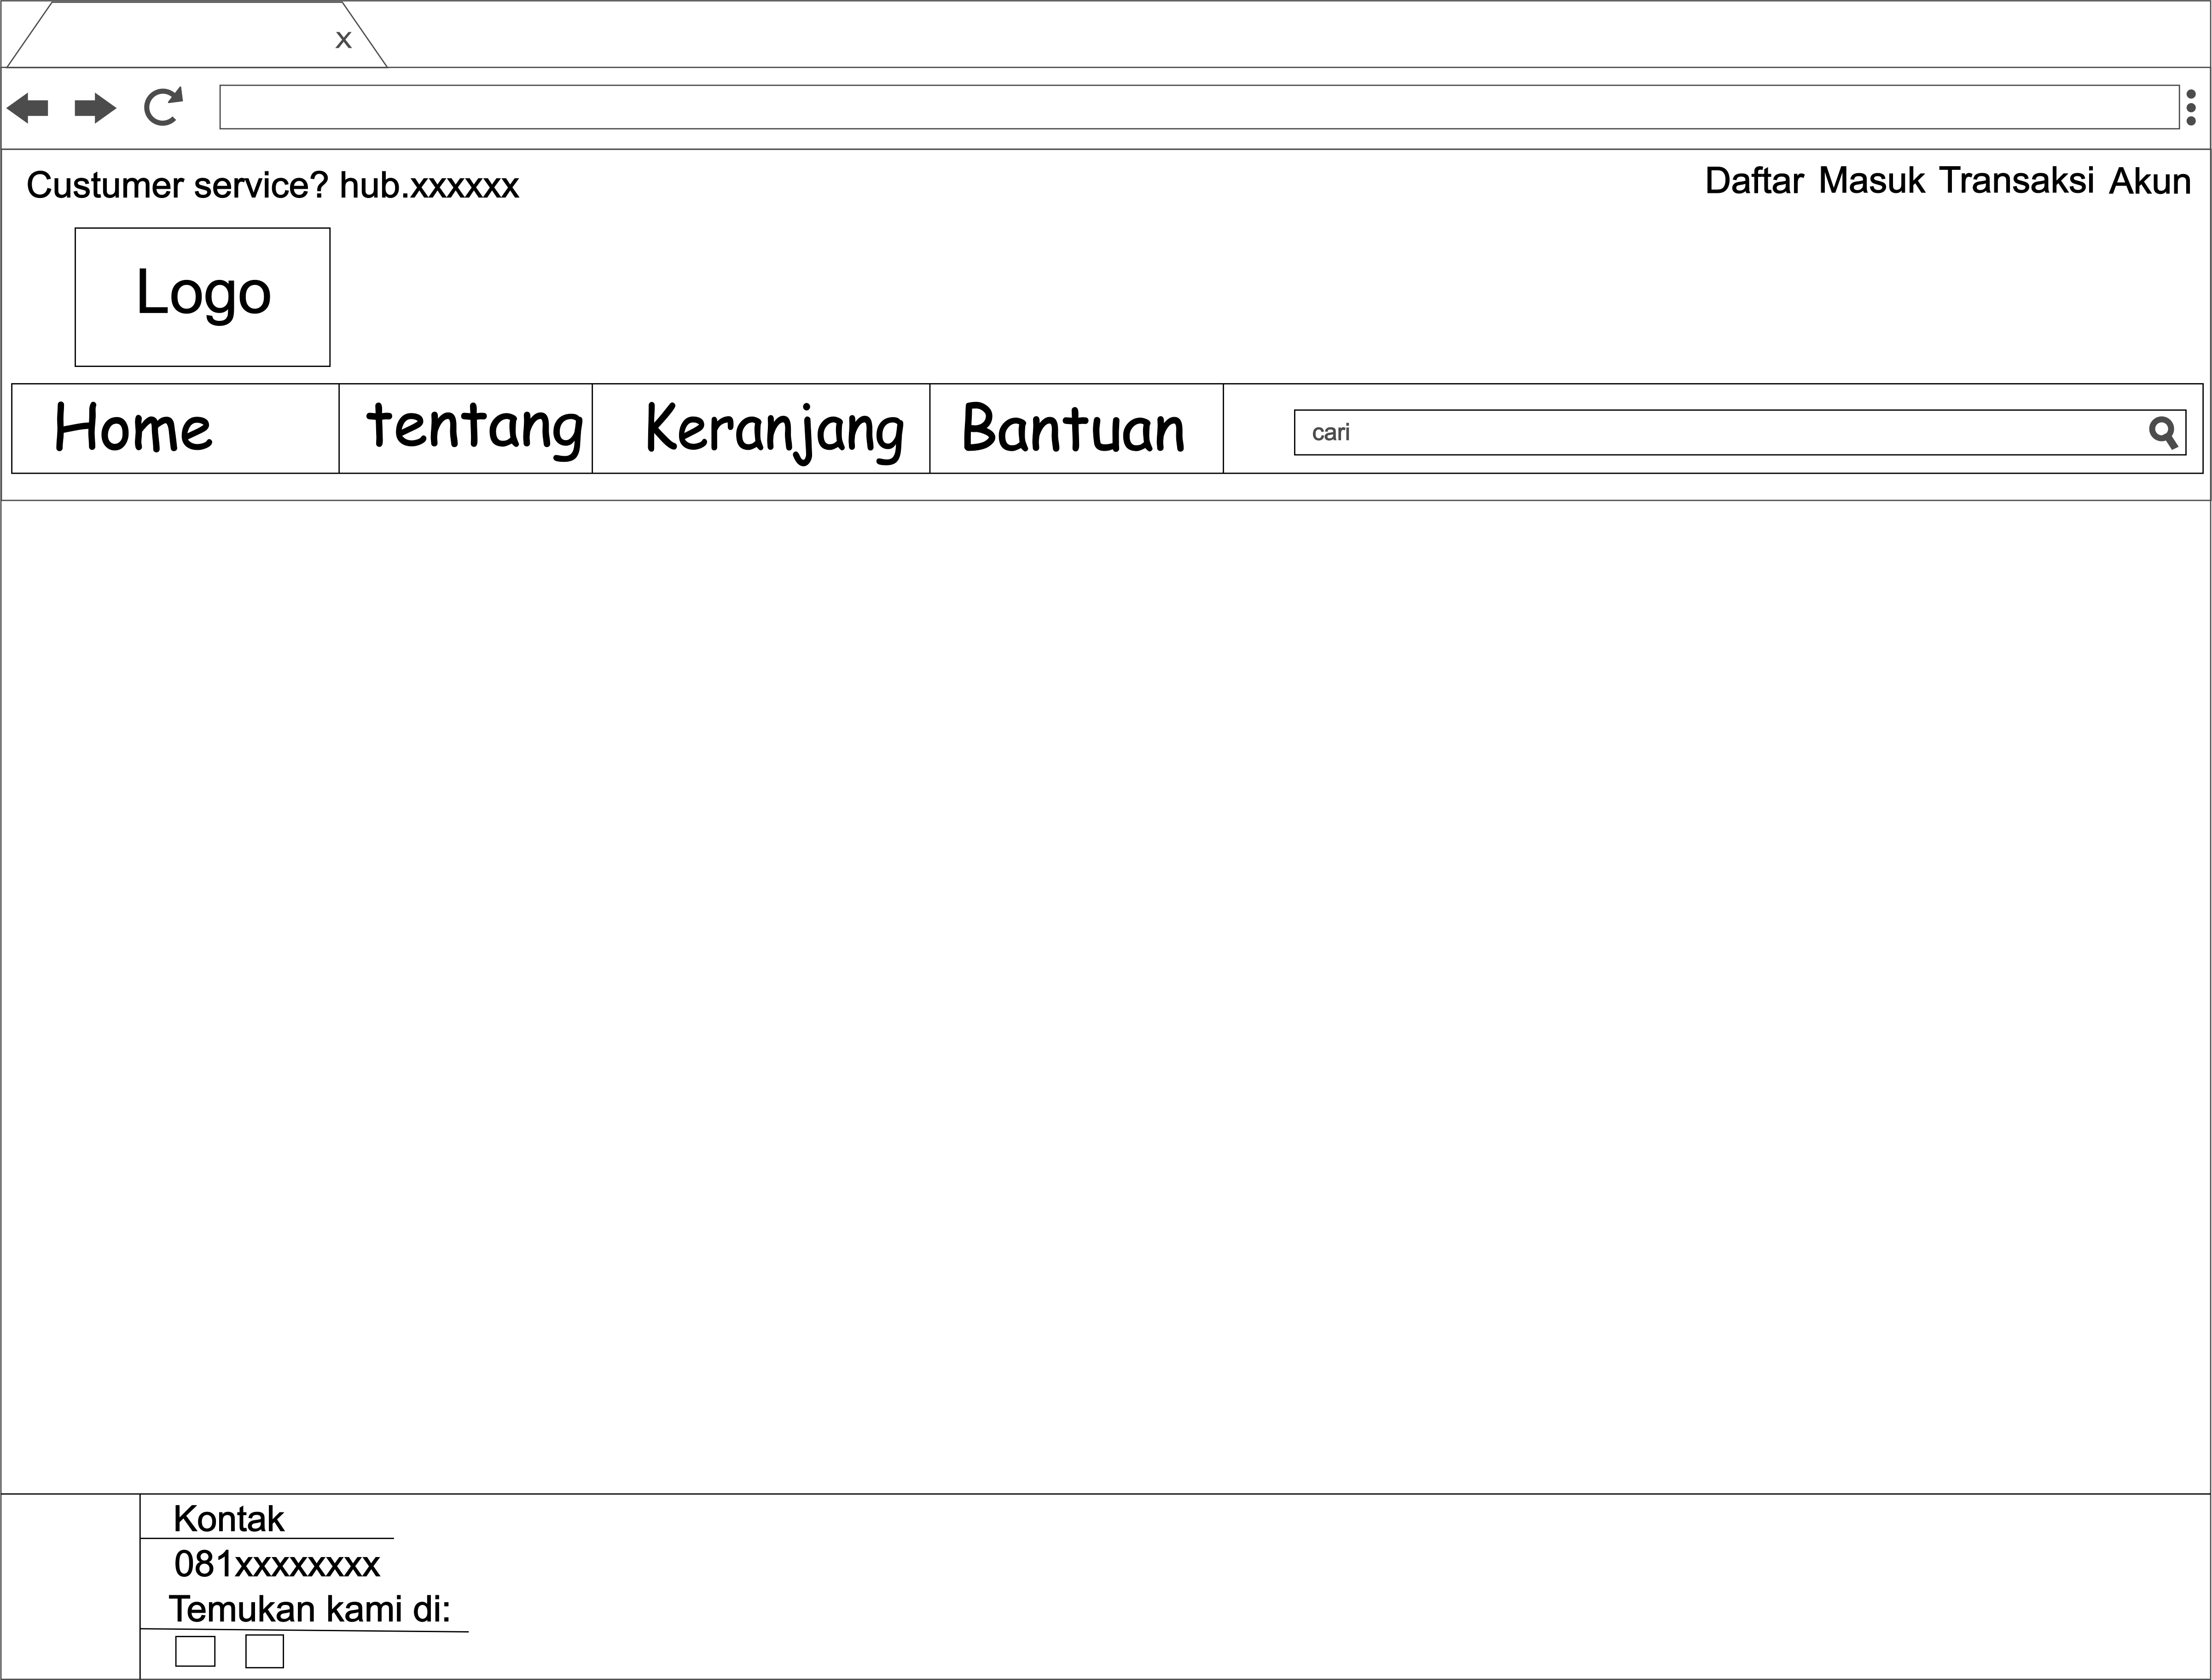 x
Custumer service? hub.xxxxxx
Daftar Masuk Transaksi Akun
Logo
Home tentang Keranjang Bantuan cari
Kontak
081xxxxxxxx
Temukan kami di: